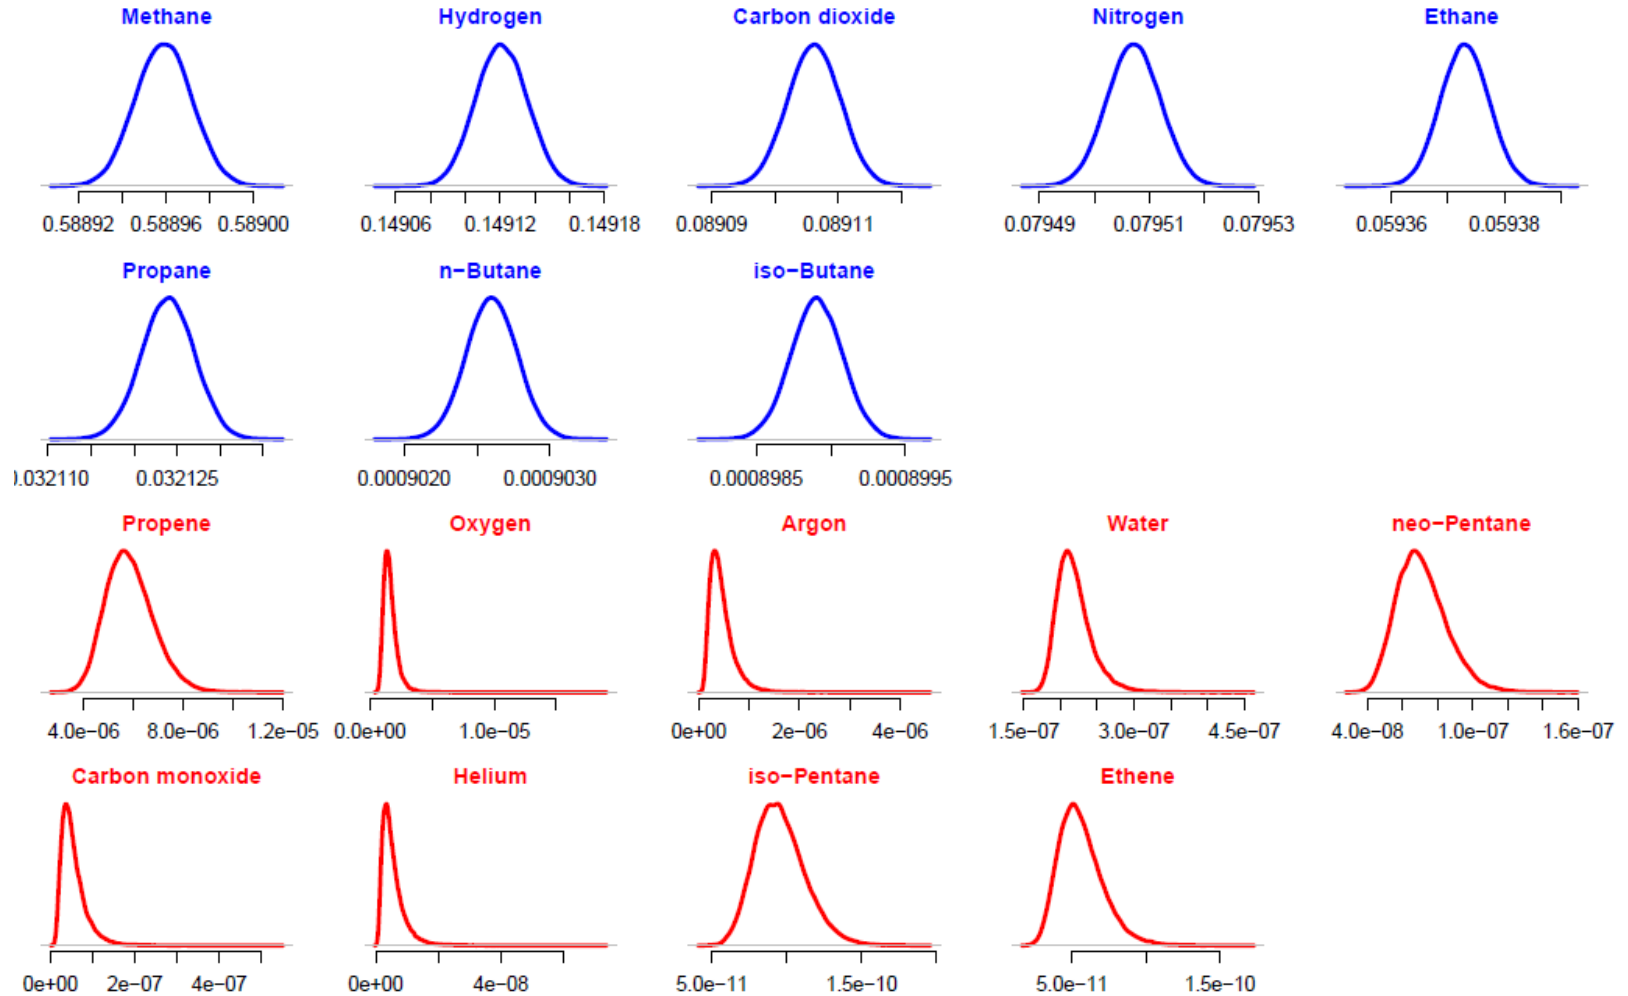 Methane Hydrogen Carbon dioxide Nitrogen Ethane
0.58892 0.58896 0.58900 0.14906 0.14912 0.14918 0.08909 0.08911 0.07949 0.07951 0.07953 0.05936 0.05938
Propane n−Butane iso−Butane
0.032110 0.032125 0.0009020 0.0009030 0.0008985 0.0008995
Propene Oxygen Argon Water neo−Pentane
4.0e−06 8.0e−06 1.2e−05 0.0e+00 1.0e−05 0e+00 2e−06 4e−06 1.5e−07 3.0e−07 4.5e−07 4.0e−08 1.0e−07 1.6e−07
Carbon monoxide Helium iso−Pentane Ethene
0e+00 2e−07 4e−07 0e+00 4e−08 5.0e−11 1.5e−10 5.0e−11 1.5e−10